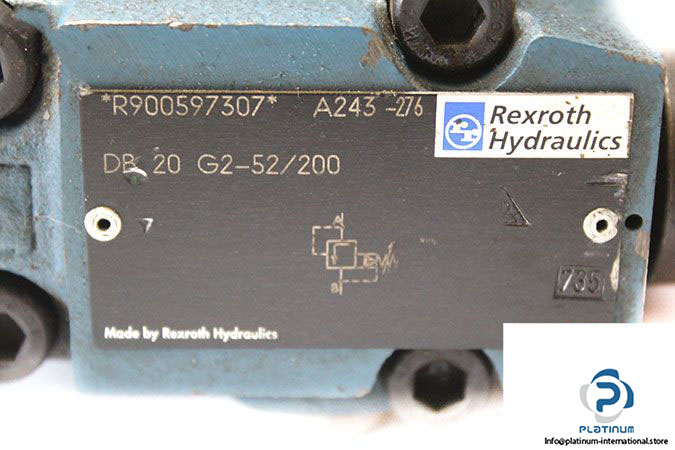 *R900597307* A243 -276
Rexroth
Hydraulics
DB 20 G2-52/200
A
B
735
Made by Rexroth Hydraulics
PLATINUM
Info@platinum-international.store